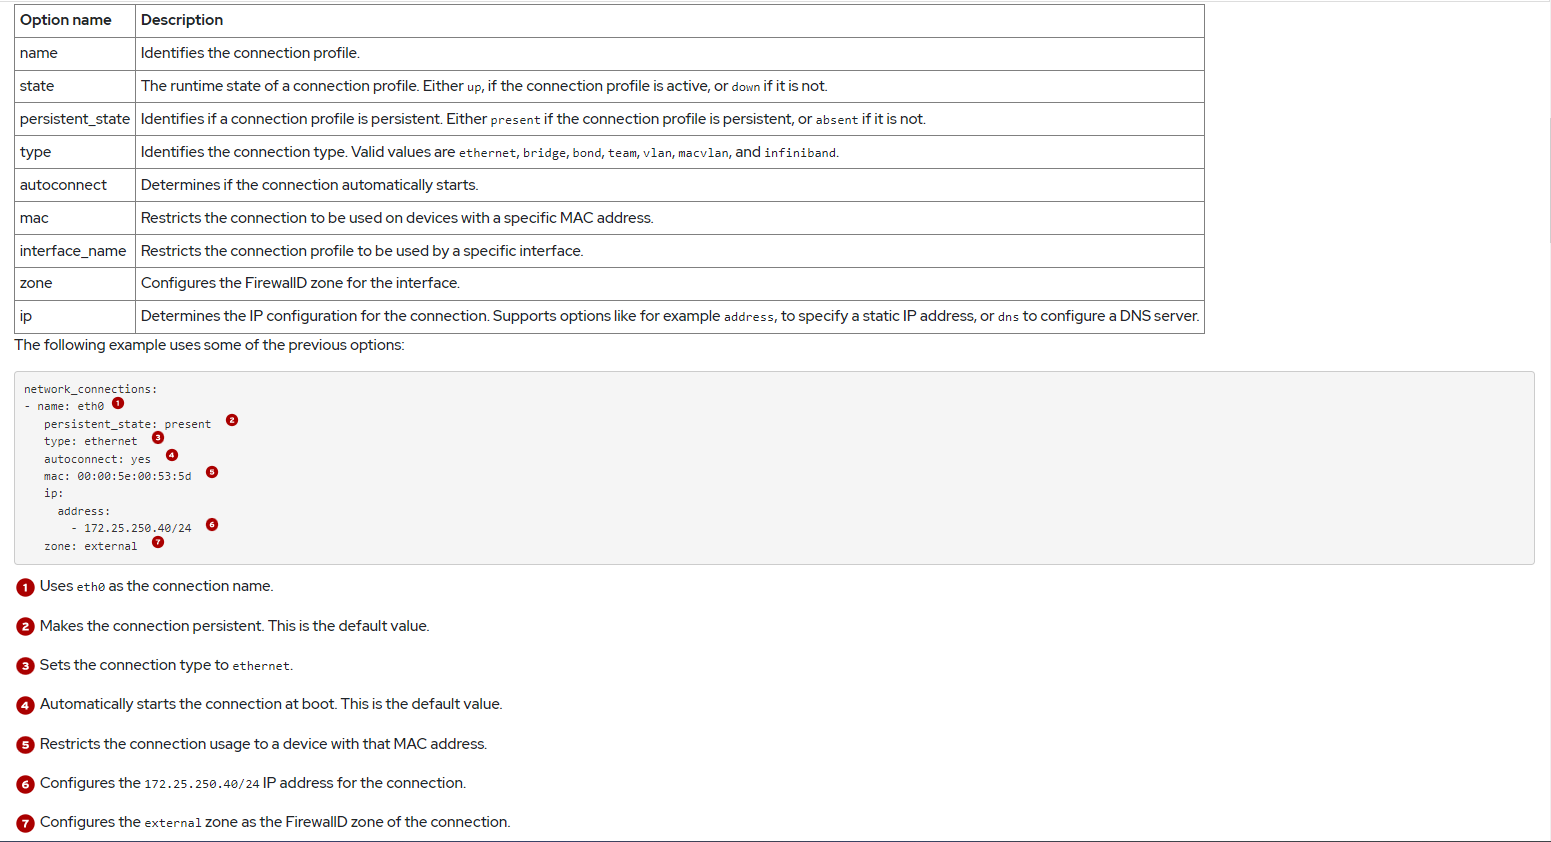 Option name Description
name Identifies the connection profile.
state The runtime state of a connection profile. Either up, if the connection profile is active, or down if it is not.
persistent_state Identifies if a connection profile is persistent. Either present if the connection profile is persistent, or absent if it is not.
type Identifies the connection type. Valid values are ethernet, bridge, bond, team, vlan, macvlan, and infiniband.
autoconnect Determines if the connection automatically starts.
mac Restricts the connection to be used on devices with a specific MAC address.
interface_name Restricts the connection profile to be used by a specific interface.
zone Configures the FirewallD zone for the interface.
ip Determines the IP configuration for the connection. Supports options like for example address, to specify a static IP address, or dns to configure a DNS server.
The following example uses some of the previous options:
network_connections:
- name: eth0 1
persistent_state: present 2
type: ethernet 3
autoconnect: yes 4
mac: 00:00:5e:00:53:5d 5
ip:
address:
- 172.25.250.40/24 6
zone: external 7
1 Uses eth0 as the connection name.
2 Makes the connection persistent. This is the default value.
3 Sets the connection type to ethernet.
4 Automatically starts the connection at boot. This is the default value.
5 Restricts the connection usage to a device with that MAC address.
6 Configures the 172.25.250.40/24 IP address for the connection.
7 Configures the external zone as the FirewallD zone of the connection.